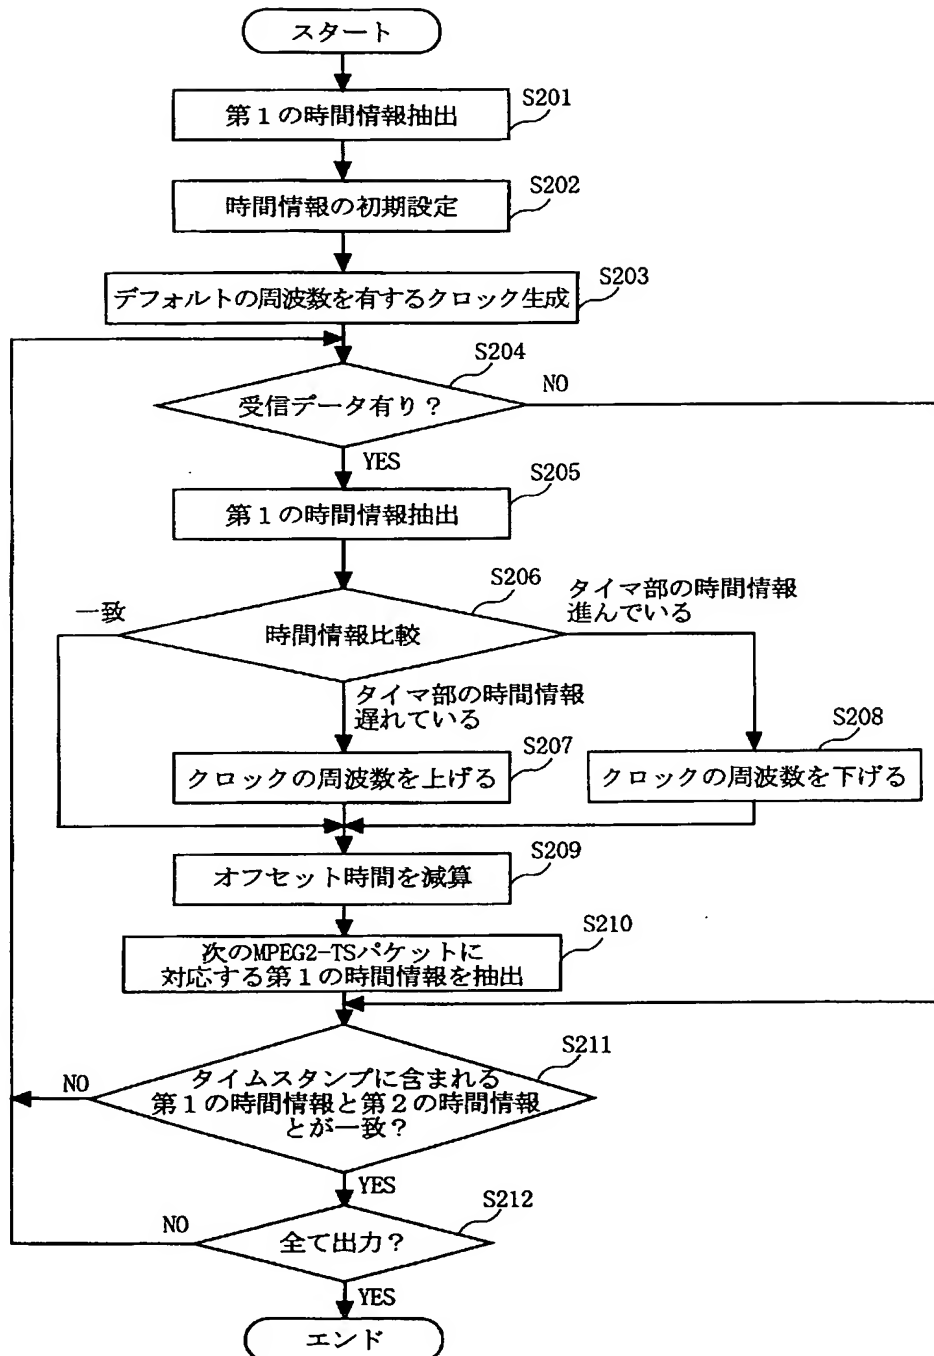 スタート
第1の時間情報抽出
S201
時間情報の初期設定
S202
デフォルトの周波数を有するクロック生成
S203
受信データ有り?
S204
NO
YES
第1の時間情報抽出
S205
時間情報比較
S206
一致
タイマ部の時間情報
進んでいる
タイマ部の時間情報
遅れている
クロックの周波数を上げる
S207
クロックの周波数を下げる
S208
オフセット時間を減算
S209
次のMPEG2-TSパケットに
対応する第1の時間情報を抽出
S210
タイムスタンプに含まれる
第1の時間情報と第2の時間情報
とが一致?
S211
NO
YES
全て出力?
S212
NO
YES
エンド